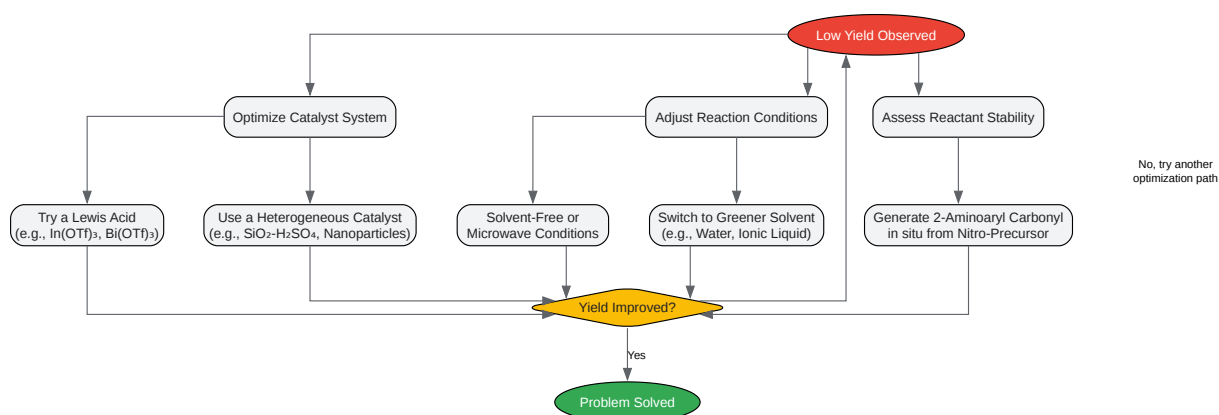 Low Yield Observed
Optimize Catalyst System
Adjust Reaction Conditions
Assess Reactant Stability
No, try another
optimization path
Try a Lewis Acid
(e.g., In(OTf)₃, Bi(OTf)₃)
Use a Heterogeneous Catalyst
(e.g., SiO₂-H₂SO₄, Nanoparticles)
Solvent-Free or
Microwave Conditions
Switch to Greener Solvent
(e.g., Water, Ionic Liquid)
Generate 2-Aminoaryl Carbonyl
in situ from Nitro-Precursor
Yield Improved?
Yes
Problem Solved